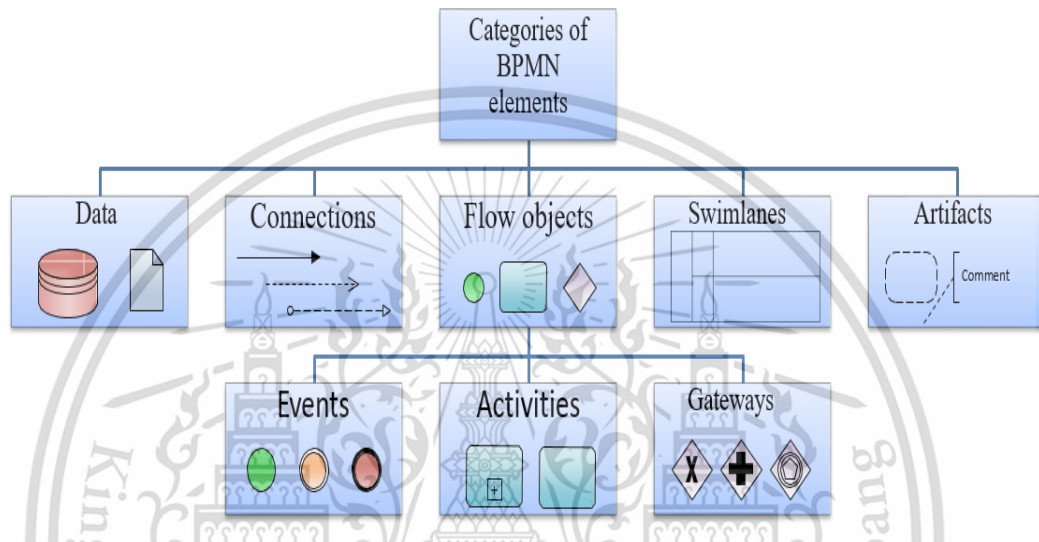 Categories of
BPMN
elements
Data
Connections
Flow objects
Swimlanes
Artifacts
Comment
Events
Activities
Gateways
X
+